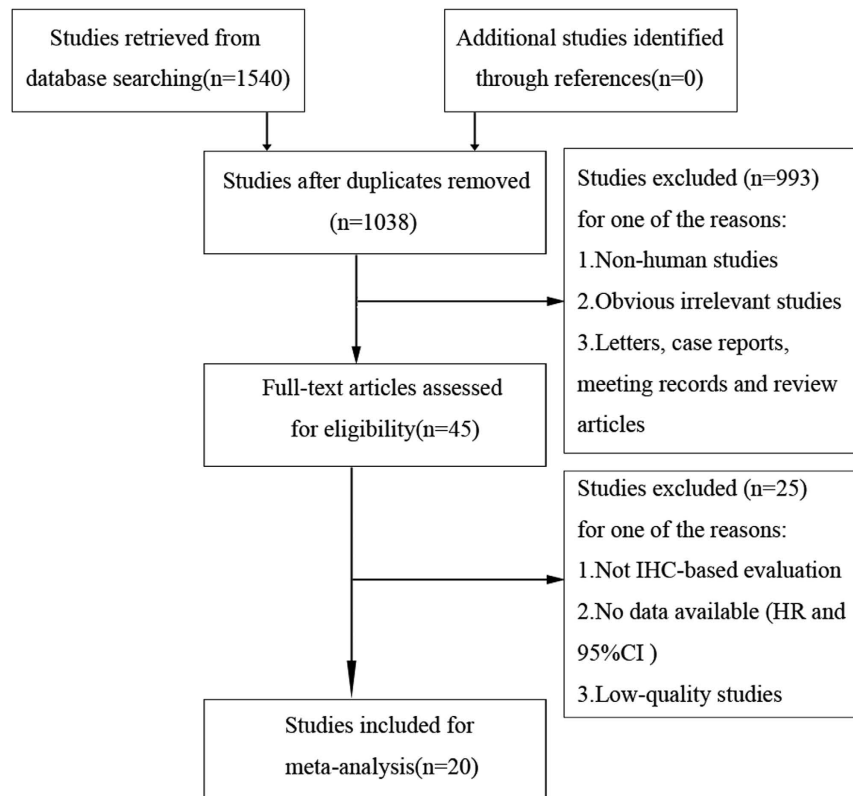 Studies retrieved from
database searching(n=1540)
Additional studies identified
through references(n=0)
Studies after duplicates removed
(n=1038)
Studies excluded (n=993)
for one of the reasons:
1.Non-human studies
2.Obvious irrelevant studies
3.Letters, case reports,
meeting records and review
articles
Full-text articles assessed
for eligibility(n=45)
Studies excluded (n=25)
for one of the reasons:
1.Not IHC-based evaluation
2.No data available (HR and
95%CI )
3.Low-quality studies
Studies included for
meta-analysis(n=20)